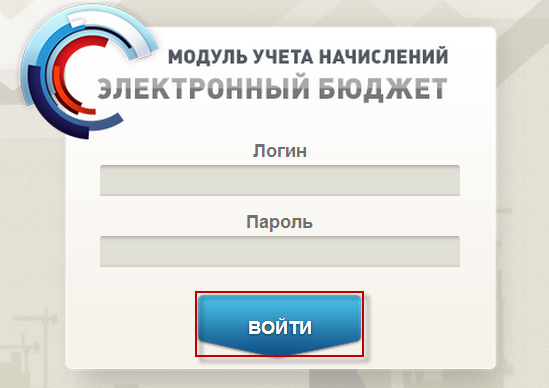 МОДУЛЬ УЧЕТА НАЧИСЛЕНИЙ
ЭЛЕКТРОННЫЙ БЮДЖЕТ
Логин
Пароль
ВОЙТИ